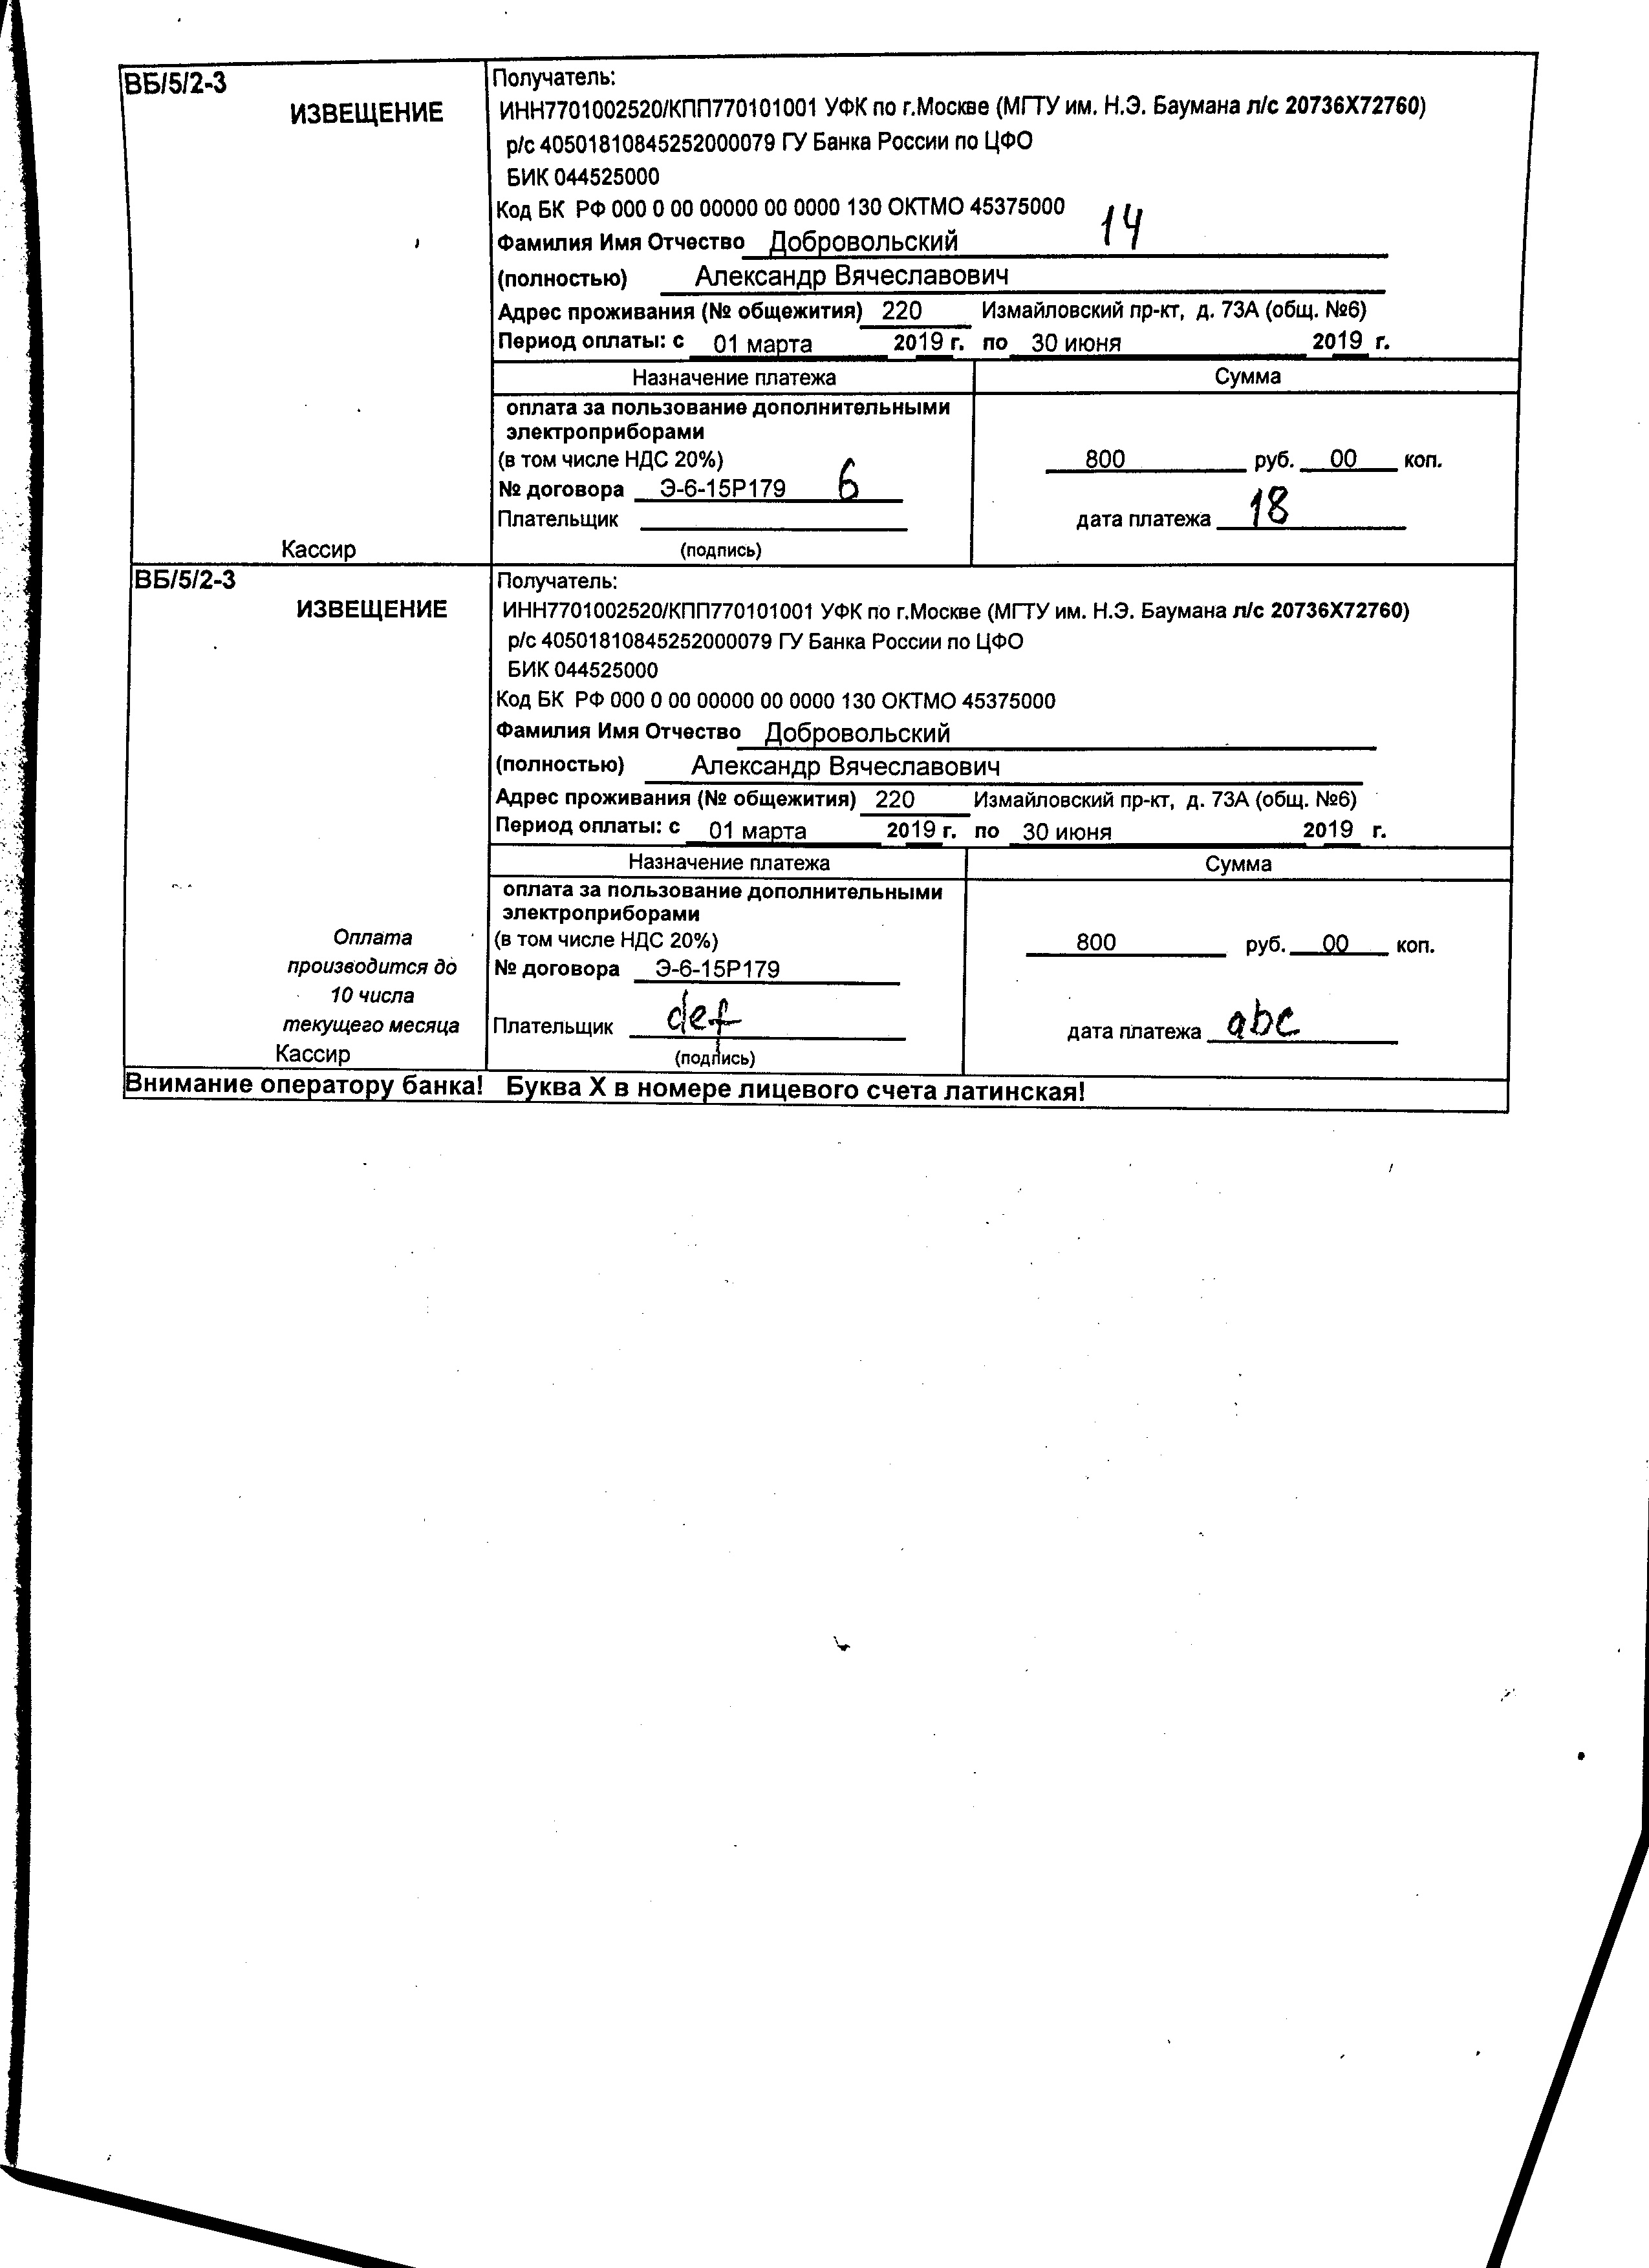 ВБ/5/2-3
ИЗВЕЩЕНИЕ
Получатель:
ИНН7701002520/КПП770101001 УФК по г.Москве (МГТУ им. Н.Э. Баумана л/с 20736X72760)
р/с 40501810845252000079 ГУ Банка России по ЦФО
БИК 044525000
Код БК РФ 000 0 00 00000 00 0000 130 ОКТМО 45375000
Фамилия Имя Отчество Добровольский 14
(полностью) Александр Вячеславович
Адрес проживания (№ общежития) 220 Измайловский пр-кт, д. 73А (общ. №6)
Период оплаты: с 01 марта 2019 г. по 30 июня 2019 г.
Назначение платежа Сумма
оплата за пользование дополнительными
электроприборами
(в том числе НДС 20%) 800 руб. 00 коп.
№ договора Э-6-15Р179 6
Плательщик дата платежа 18
Кассир (подпись)
ВБ/5/2-3
ИЗВЕЩЕНИЕ
Получатель:
ИНН7701002520/КПП770101001 УФК по г.Москве (МГТУ им. Н.Э. Баумана л/с 20736X72760)
р/с 40501810845252000079 ГУ Банка России по ЦФО
БИК 044525000
Код БК РФ 000 0 00 00000 00 0000 130 ОКТМО 45375000
Фамилия Имя Отчество Добровольский
(полностью) Александр Вячеславович
Адрес проживания (№ общежития) 220 Измайловский пр-кт, д. 73А (общ. №6)
Период оплаты: с 01 марта 2019 г. по 30 июня 2019 г.
Назначение платежа Сумма
оплата за пользование дополнительными
электроприборами
(в том числе НДС 20%) 800 руб. 00 коп.
№ договора Э-6-15Р179
Плательщик def дата платежа abc
(подпись)
Оплата
производится до
10 числа
текущего месяца
Кассир
Внимание оператору банка! Буква X в номере лицевого счета латинская!